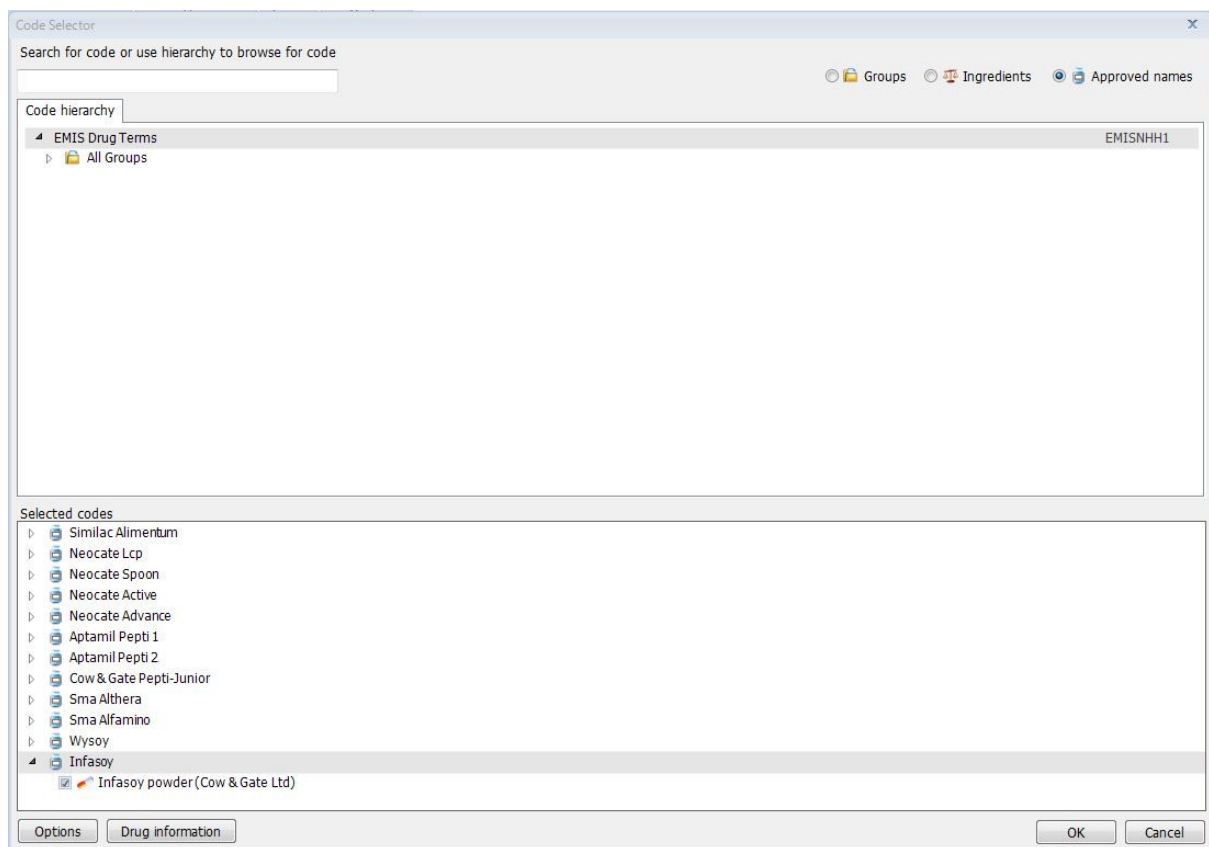 Code Selector
x
Search for code or use hierarchy to browse for code
Groups Ingredients Approved names
Code hierarchy
EMIS Drug Terms EMISNHH1
All Groups
Selected codes
Similac Alimentum
Neocate Lcp
Neocate Spoon
Neocate Active
Neocate Advance
Aptamil Pepti 1
Aptamil Pepti 2
Cow & Gate Pepti-Junior
Sma Althera
Sma Alfamino
Wysoy
Infasoy
Infasoy powder (Cow & Gate Ltd)
Options Drug information OK Cancel